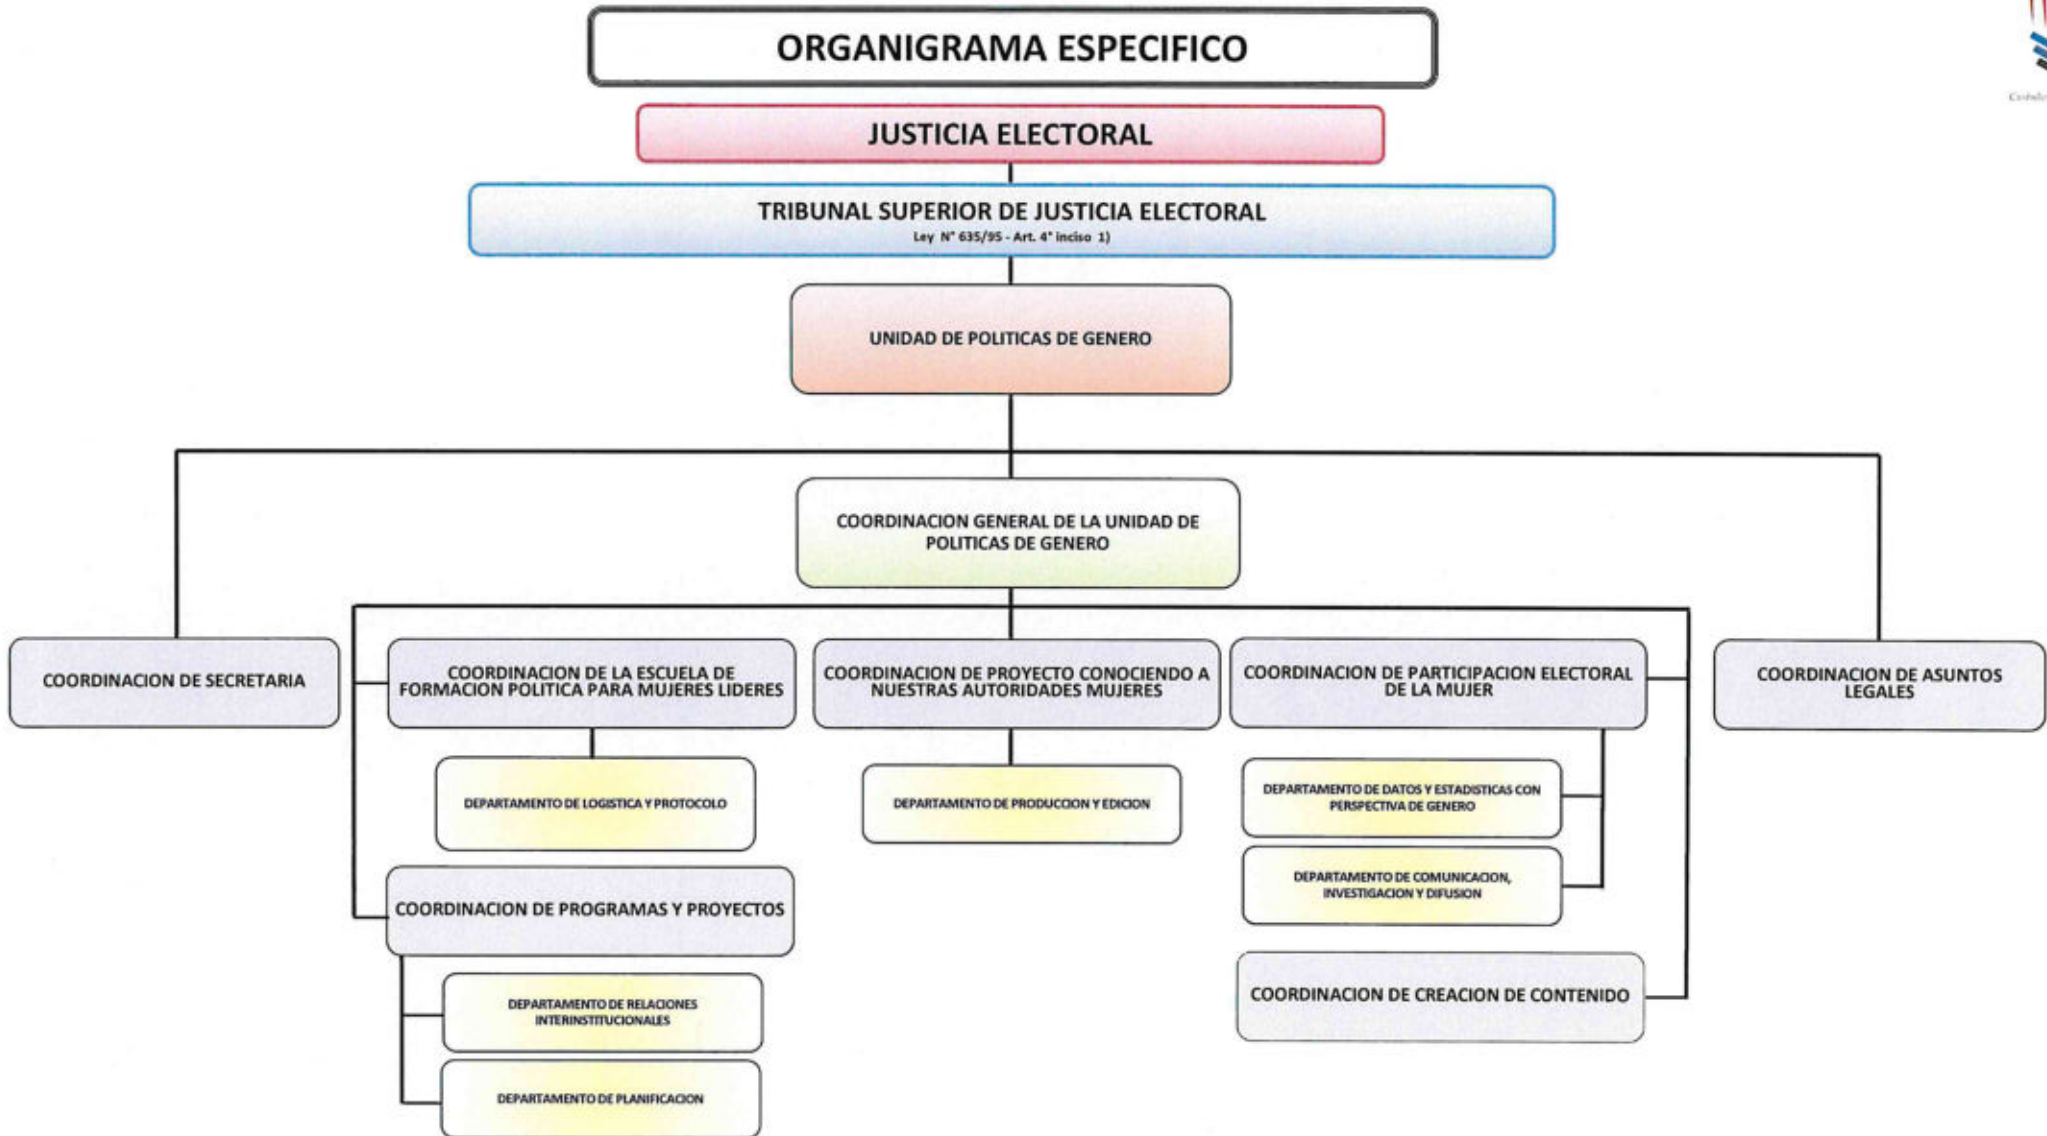 ORGANIGRAMA ESPECIFICO
JUSTICIA ELECTORAL
TRIBUNAL SUPERIOR DE JUSTICIA ELECTORAL
Ley N° 635/95 - Art. 4° inciso 1)
UNIDAD DE POLITICAS DE GENERO
COORDINACION GENERAL DE LA UNIDAD DE
POLITICAS DE GENERO
COORDINACION DE SECRETARIA
COORDINACION DE LA ESCUELA DE
FORMACION POLITICA PARA MUJERES LIDERES
COORDINACION DE PROYECTO CONOCIENDO A
NUESTRAS AUTORIDADES MUJERES
COORDINACION DE PARTICIPACION ELECTORAL
DE LA MUJER
COORDINACION DE ASUNTOS
LEGALES
DEPARTAMENTO DE LOGISTICA Y PROTOCOLO
DEPARTAMENTO DE PRODUCCION Y EDICION
DEPARTAMENTO DE DATOS Y ESTADISTICAS CON
PERSPECTIVA DE GENERO
DEPARTAMENTO DE COMUNICACION,
INVESTIGACION Y DIFUSION
COORDINACION DE PROGRAMAS Y PROYECTOS
DEPARTAMENTO DE RELACIONES
INTERINSTITUCIONALES
DEPARTAMENTO DE PLANIFICACION
COORDINACION DE CREACION DE CONTENIDO